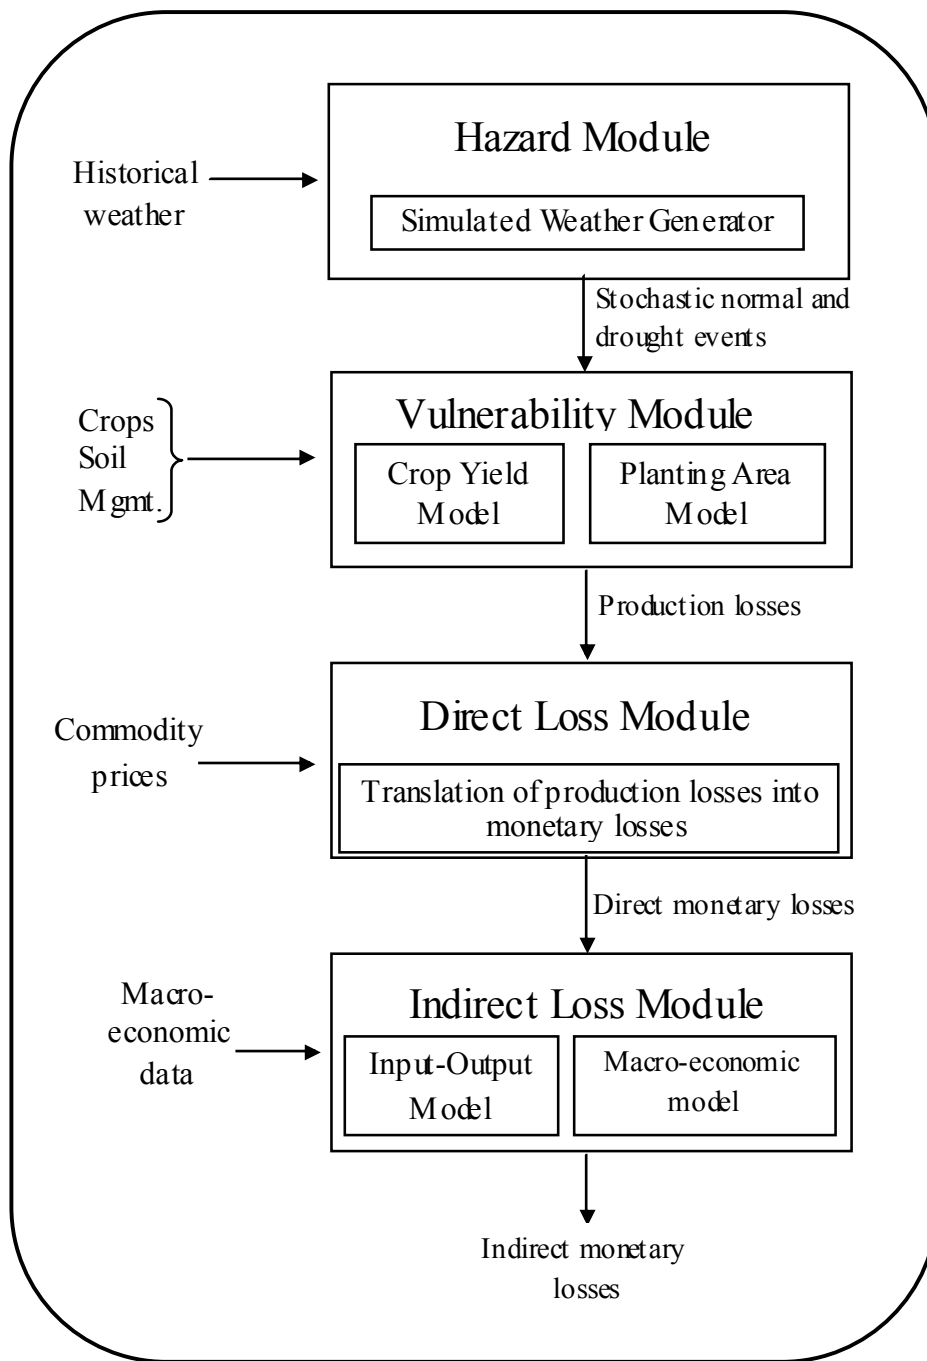 Hazard Module
Historical
weather
Simulated Weather Generator
Stochastic normal and
drought events
Vulnerability Module
Crops
Soil
Mgmt.
Crop Yield
Model
Planting Area
Model
Production losses
Direct Loss Module
Commodity
prices
Translation of production losses into
monetary losses
Direct monetary losses
Indirect Loss Module
Macro-
economic
data
Input-Output
Model
Macro-economic
model
Indirect monetary
losses